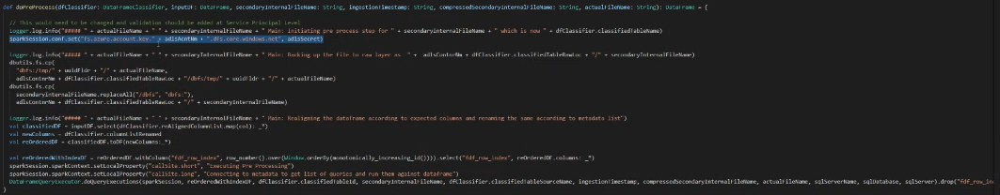 def doPreProcess(dfClassifier: DataframeClassifier, inputDF: DataFrame, secondaryInternalFileName: String, ingestionTimestamp: String, compressedSecondaryInternalFileName: String, actualFileName: String): DataFrame = {
// This would need to be changed and validation should be added at Service Principal Level
Logger.log.info("##### " + actualFileName + " " + secondaryInternalFileName + " Main: initiating pre process step for " + secondaryInternalFileName + " which is new " + dfClassifier.classifiedTableName)
sparkSession.conf.set("fs.azure.account.key." + adlsAcntNm + ".dfs.core.windows.net", adlsSecret)
Logger.log.info("##### " + actualFileName + " " + secondaryInternalFileName + " Main: Backing up the file to raw layer as " + adlsContnrNm + dfClassifier.classifiedTableRawLoc + "/" + secondaryInternalFileName)
dbutils.fs.cp(
"dbfs:/tmp/" + uuidFldr + "/" + actualFileName,
adlsContnrNm + dfClassifier.classifiedTableRawLoc + "/dbfs/tmp/" + uuidFldr + "/" + actualFileName)
dbutils.fs.cp(
secondaryInternalFileName.replaceAll("/dbfs", "dbfs:"),
adlsContnrNm + dfClassifier.classifiedTableRawLoc + "/" + secondaryInternalFileName)
Logger.log.info("##### " + actualFileName + " " + secondaryInternalFileName + " Main: Realigning the dataframe according to expected columns and renaming the same according to metadata list")
val classifiedDF = inputDF.select(dfClassifier.reAlignedColumnList.map(col): _*)
val newColumns = dfClassifier.columnListRenamed
val reOrderedDF = classifiedDF.toDF(newColumns:_*)
val reOrderedWithIndexDF = reOrderedDF.withColumn("fdf_row_index", row_number().over(Window.orderBy(monotonically_increasing_id()))).select("fdf_row_index", reOrderedDF.columns: _*)
sparkSession.sparkContext.setLocalProperty("callSite.short", "Executing Pre Processing")
sparkSession.sparkContext.setLocalProperty("callSite.long", "Connecting to metadata to get list of queries and run them against dataframe")
DataframeQueryExecutor.doQueryExecutions(sparkSession, reOrderedWithIndexDF, dfClassifier.classifiedTableId, secondaryInternalFileName, dfClassifier.classifiedTableSourceName, ingestionTimestamp, compressedSecondaryInternalFileName, actualFileName, sqlServerName, sqlDatabase, sqlServer).drop("fdf_row_in
}